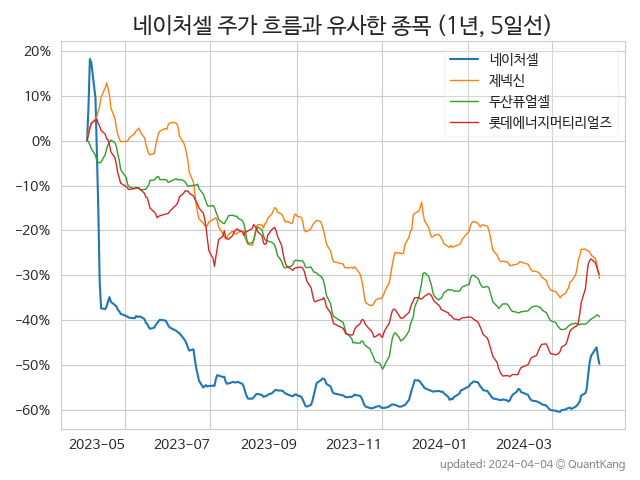 네이처셀 주가 흐름과 유사한 종목 (1년, 5일선)
네이처셀
제넥신
두산퓨얼셀
롯데에너지머티리얼즈
20%
10%
0%
−10%
−20%
−30%
−40%
−50%
−60%
2023−05
2023−07
2023−09
2023−11
2024−01
2024−03
updated: 2024-04-04 © QuantKang